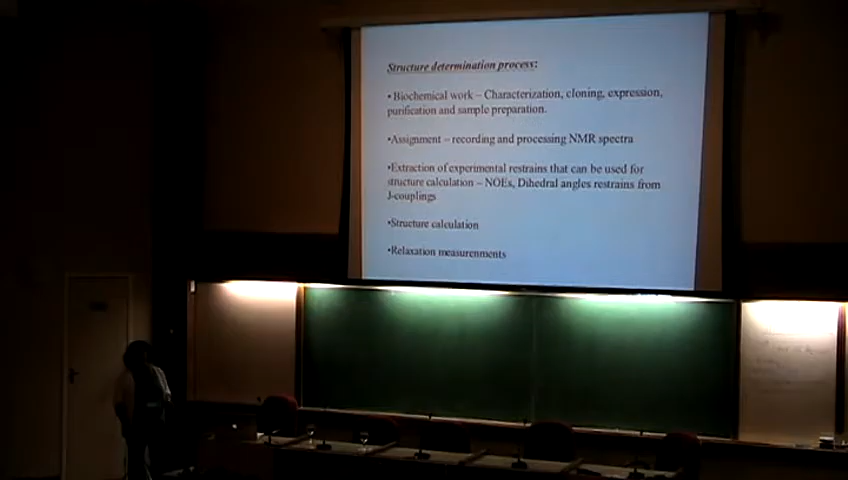 Structure determination process:
• Biochemical work – Characterization, cloning, expression,
purification and sample preparation.
•Assignment – recording and processing NMR spectra
•Extraction of experimental restrains that can be used for
structure calculation – NOEs, Dihedral angles restrains from
J-couplings
•Structure calculation
•Relaxation measurenments